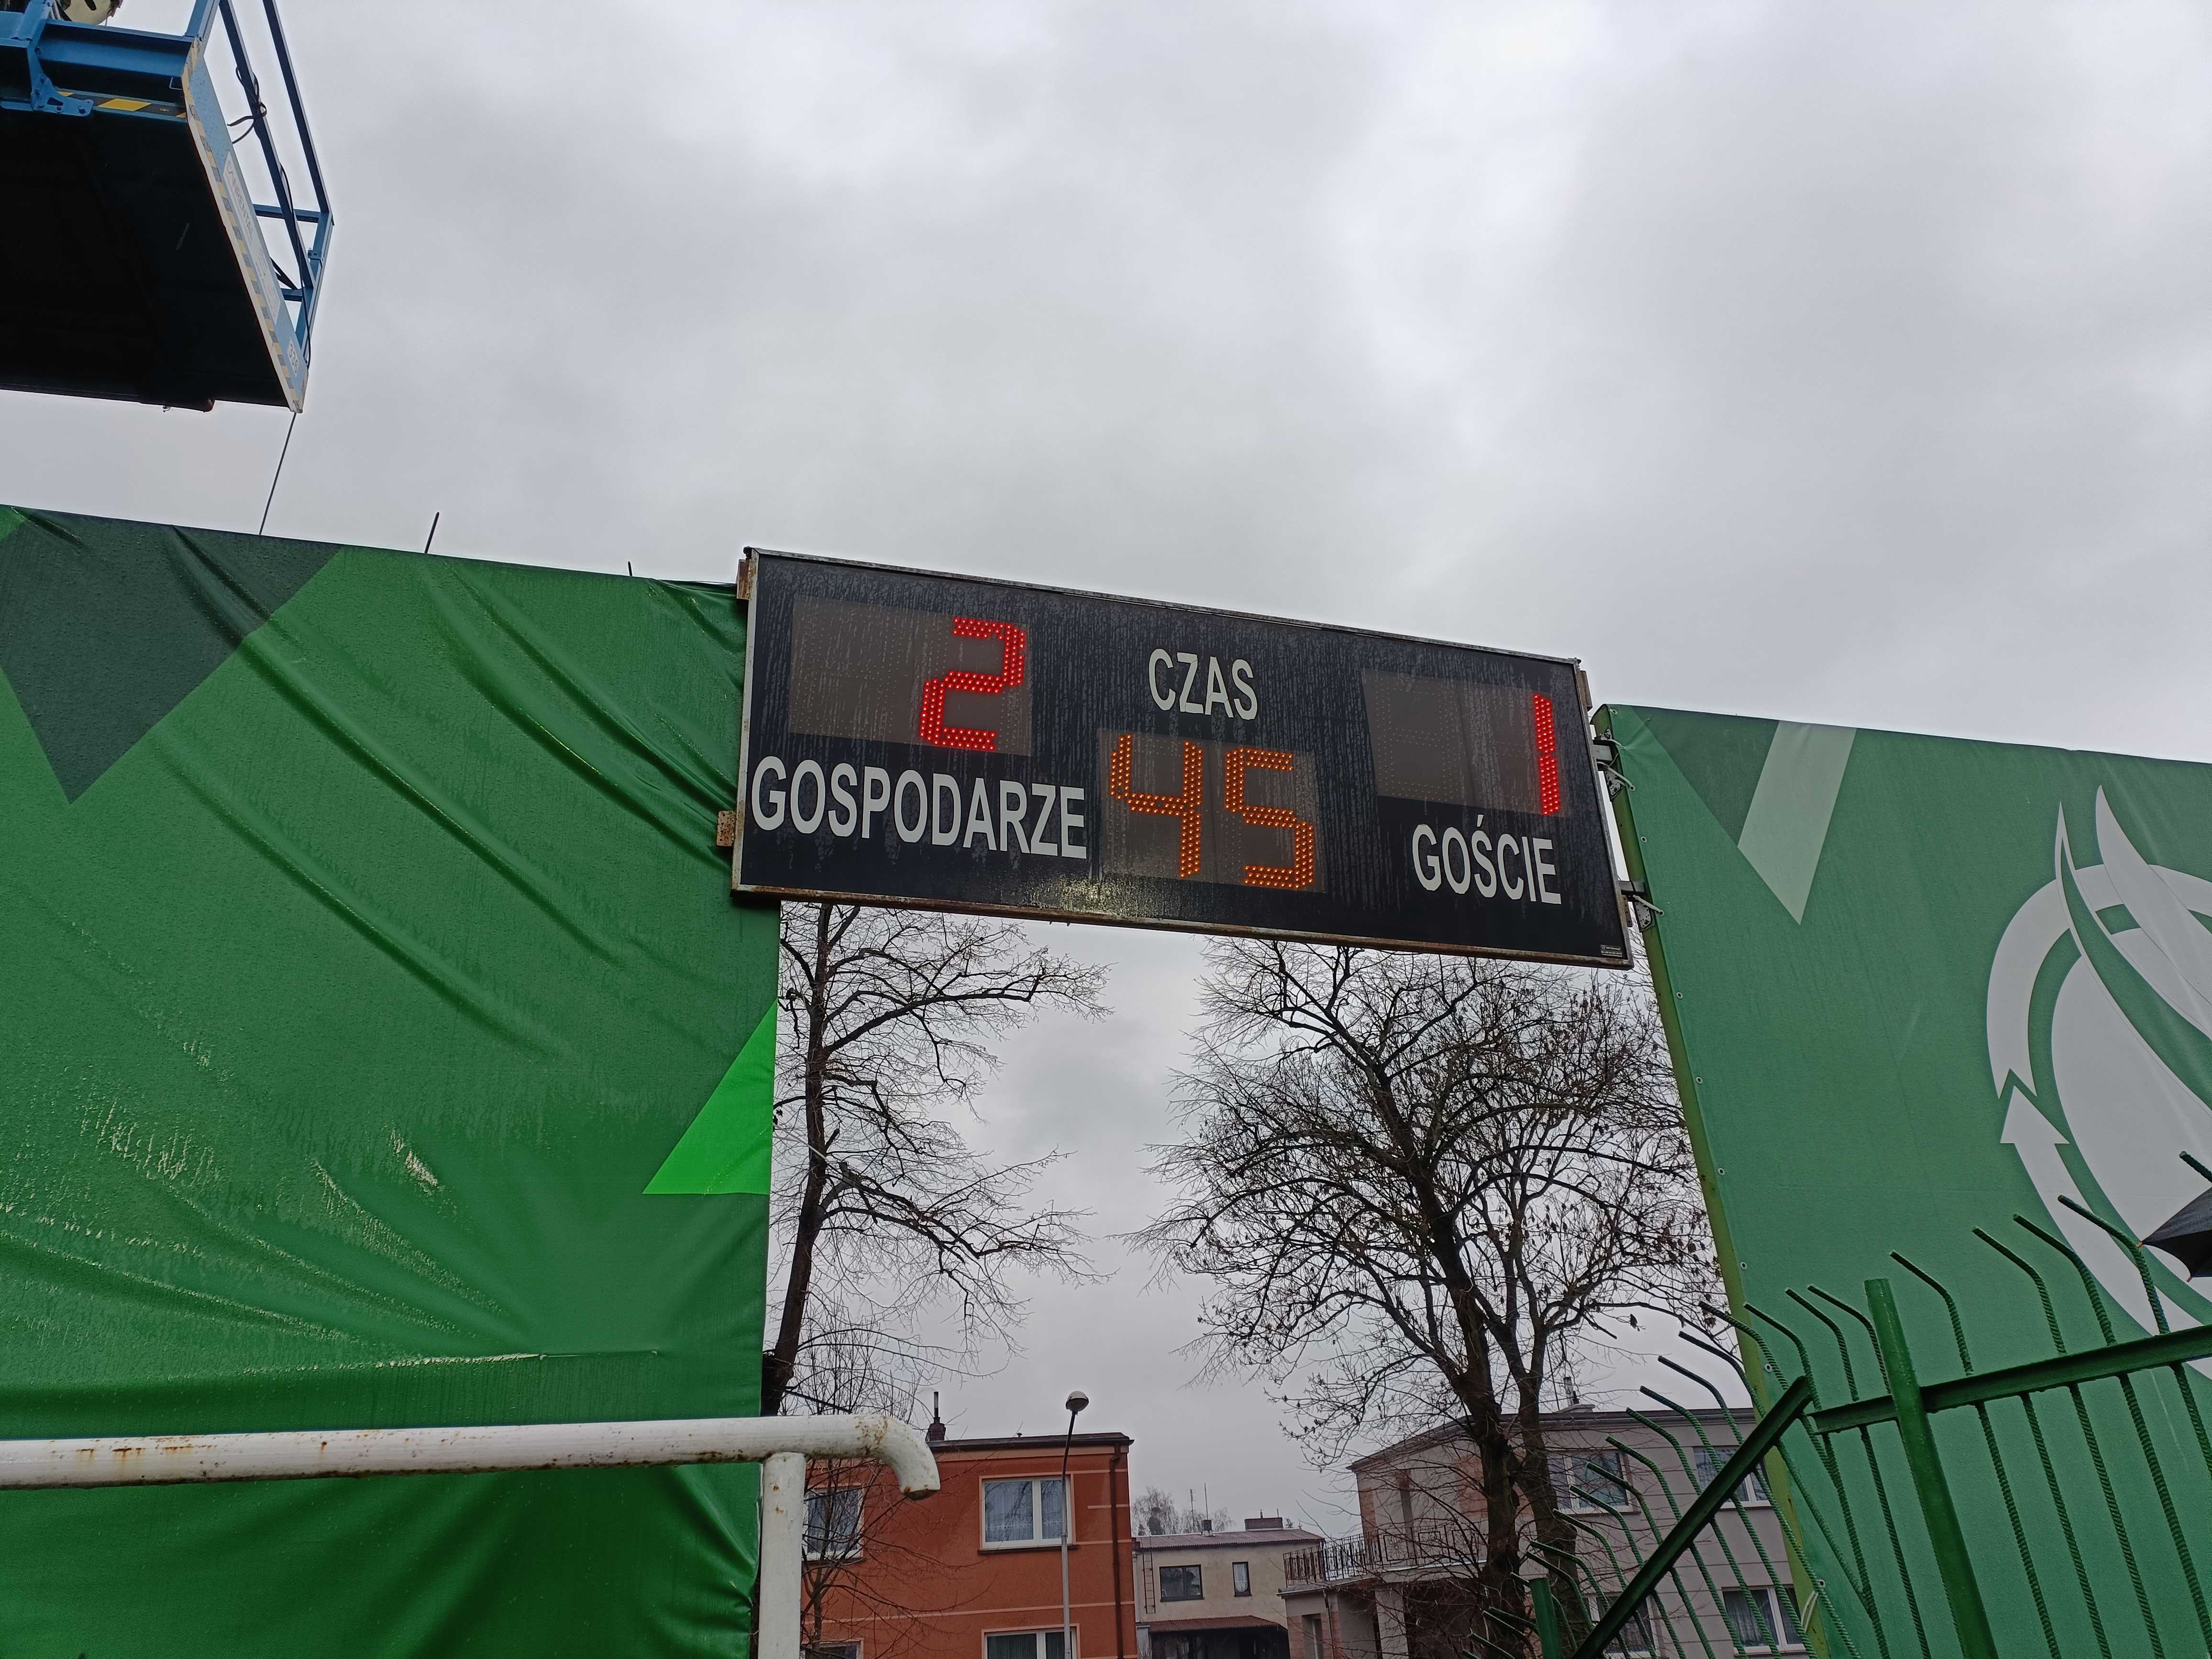 2
CZAS
1
GOSPODARZE
45
GOŚCIE